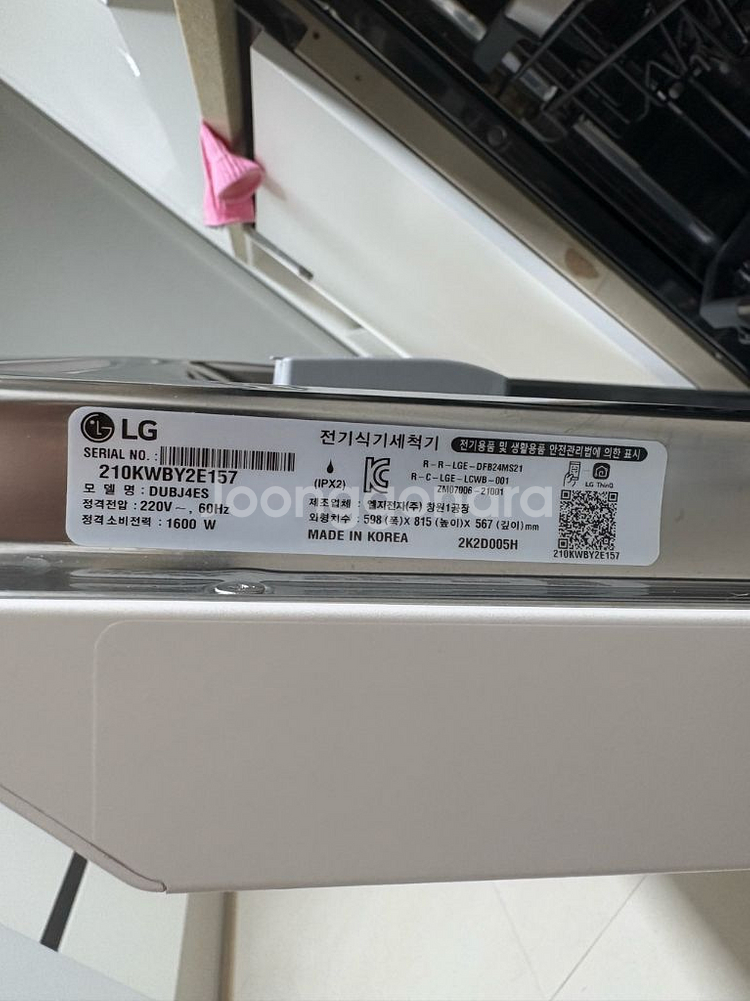 LG
전기식기세척기 전기용품 및 생활용품 안전관리법에 의한 표시
SERIAL NO. :
210KWBY2E157
모 델 명 : DUBJ4ES
정격전압 : 220V~, 60Hz
정격소비전력 : 1600 W
(IPX2)
R-R-LGE-DFB24MS21
R-C-LGE-LCWB-001
ZM07006-21001
제조업체 : 엘지전자(주) 창원1공장
외형치수 : 598 (폭) X 815 (높이) X 567 (깊이) mm
MAKE IN KOREA 2K2D005H
LG ThinQ
210KWBY2E157
joonggonara